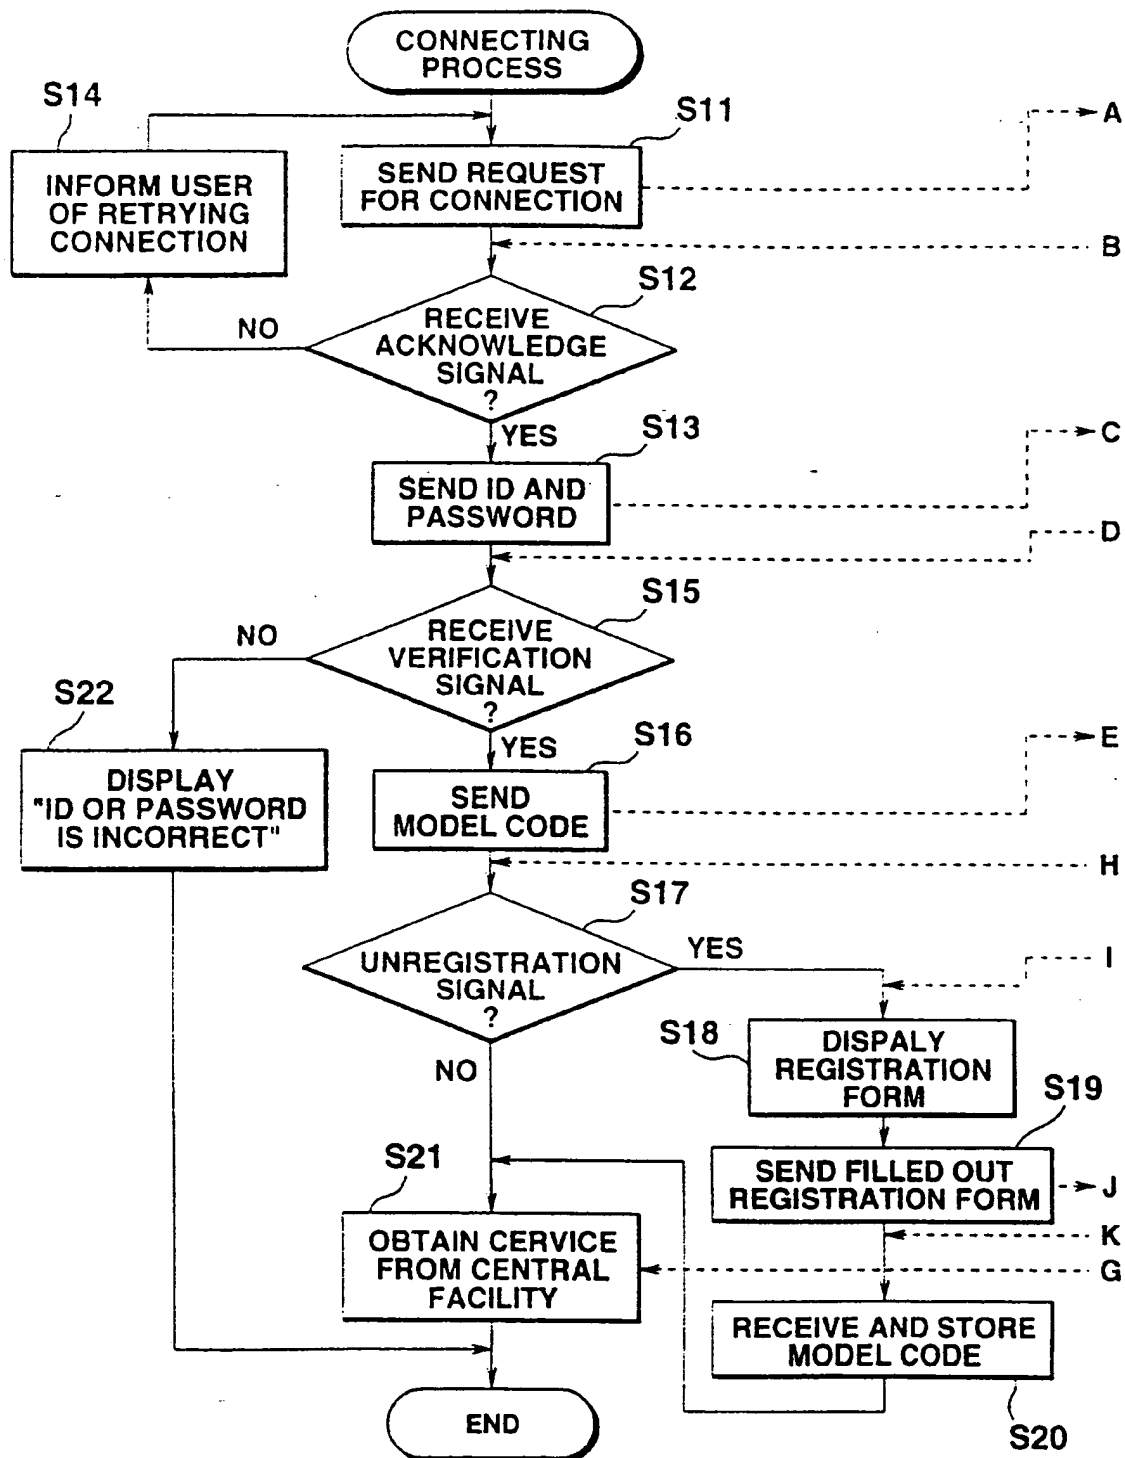 CONNECTING
PROCESS
S14
S11
A
INFORM USER
OF RETRYING
CONNECTION
SEND REQUEST
FOR CONNECTION
B
S12
NO
RECEIVE
ACKNOWLEDGE
SIGNAL
?
YES
S13
C
SEND ID AND
PASSWORD
D
S15
NO
RECEIVE
VERIFICATION
SIGNAL
?
S22
YES
S16
E
DISPLAY
"ID OR PASSWORD
IS INCORRECT"
SEND
MODEL CODE
H
S17
YES
UNREGISTRATION
SIGNAL
?
I
S18
DISPALY
REGISTRATION
FORM
NO
S19
S21
SEND FILLED OUT
REGISTRATION FORM
J
K
OBTAIN CERVICE
FROM CENTRAL
FACILITY
G
RECEIVE AND STORE
MODEL CODE
END
S20